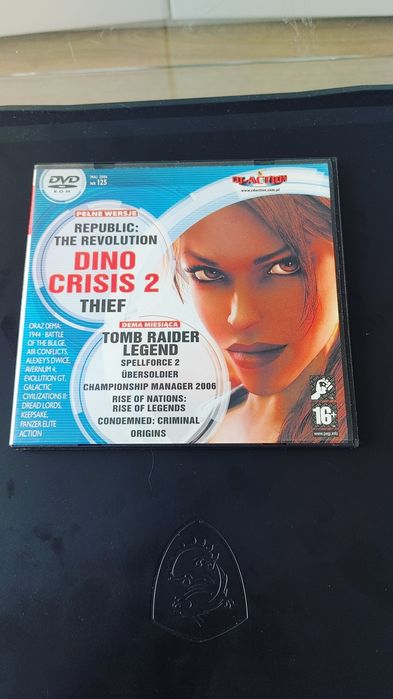 DVD
ROM
MAJ 2006
NR 125
CD-ACTION
www.cdaction.com.pl
PEŁNE WERSJE
REPUBLIC:
THE REVOLUTION
DINO
CRISIS 2
THIEF
ORAZ DEMA:
1944 - BATTLE
OF THE BULGE,
AIR CONFLICTS,
ALEXEY'S DWICE,
AVERNUM 4,
EVOLUTION GT,
GALACTIC
CIVILIZATIONS II:
DREAD LORDS,
KEEPSAKE,
PANZER ELITE
ACTION
DEMA MIESIĄCA
TOMB RAIDER
LEGEND
SPELLFORCE 2
ÜBERSOLDIER
CHAMPIONSHIP MANAGER 2006
RISE OF NATIONS:
RISE OF LEGENDS
CONDEMNED: CRIMINAL
ORIGINS
16+
www.pegi.info